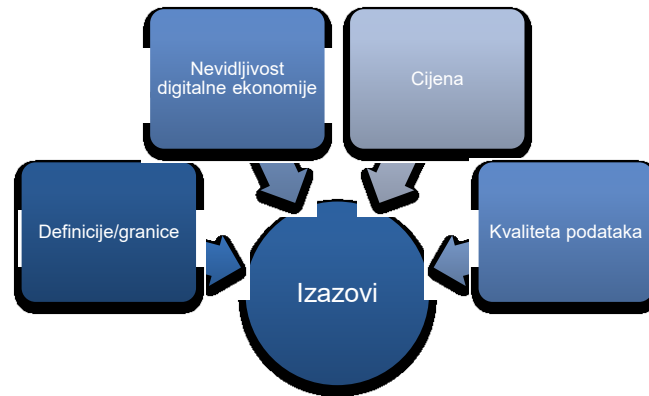 Nevidljivost
digitalne ekonomije
Cijena
Definicije/granice
Kvaliteta podataka
Izazovi